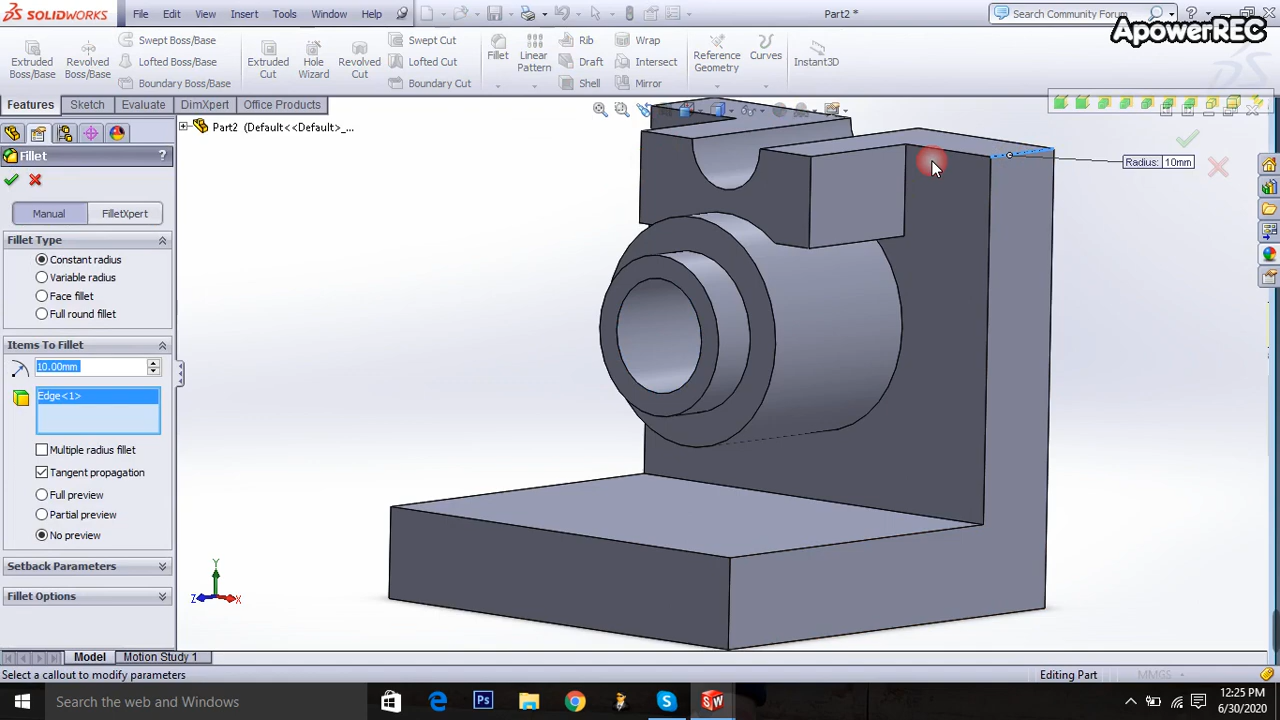 SOLIDWORKS File Edit View Insert Tools Window Help Part2 * Search Community Forum
ApowerREC
Extruded Boss/Base
Revolved Boss/Base
Swept Boss/Base
Lofted Boss/Base
Boundary Boss/Base
Extruded Cut
Hole Wizard
Revolved Cut
Swept Cut
Lofted Cut
Boundary Cut
Fillet
Linear Pattern
Rib
Draft
Shell
Wrap
Intersect
Mirror
Reference Geometry
Curves
Instant3D
Features Sketch Evaluate DimXpert Office Products
Part2 (Default<<Default>_...
Fillet ?
Manual FilletXpert
Fillet Type
Constant radius
Variable radius
Face fillet
Full round fillet
Items To Fillet
10.00mm
Edge<1>
Multiple radius fillet
Tangent propagation
Full preview
Partial preview
No preview
Setback Parameters
Fillet Options
Radius: 10mm
Y
Z X
Model Motion Study 1
Select a callout to modify parameters Editing Part MMGS
Search the web and Windows
12:25 PM
6/30/2020